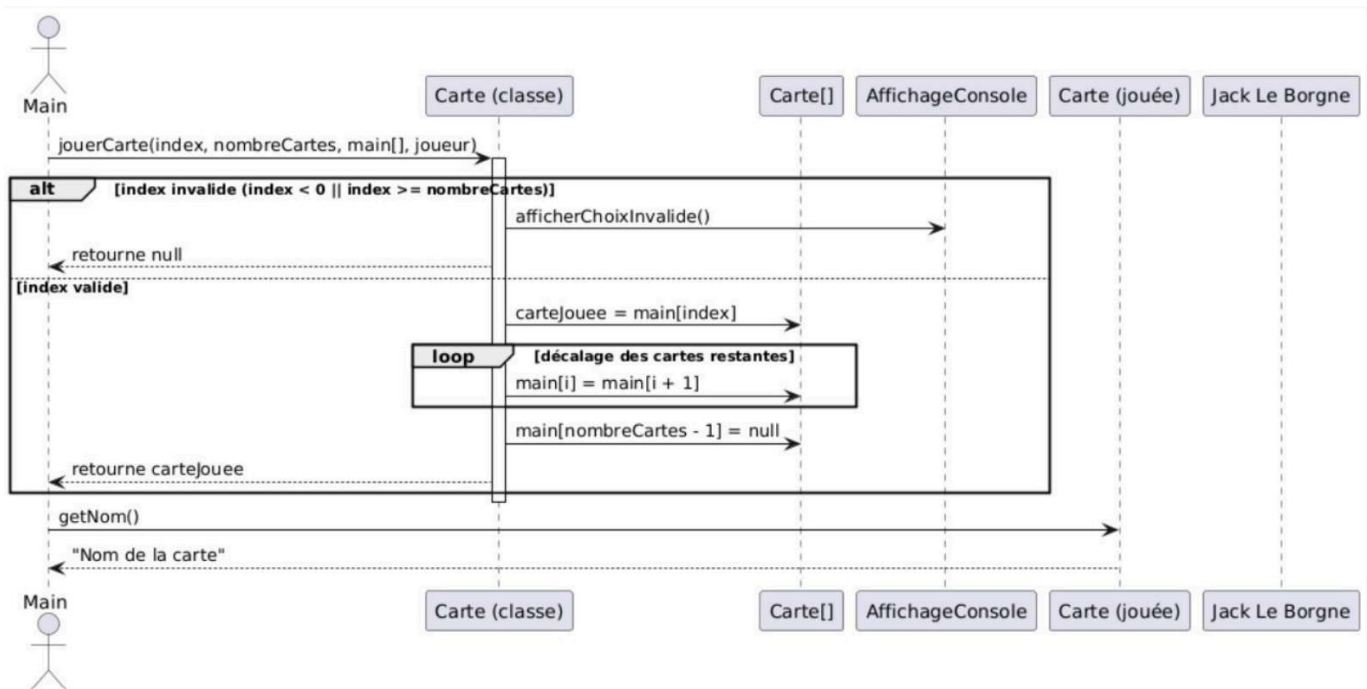 Main
Carte (classe)
Carte[]
AffichageConsole
Carte (jouée)
Jack Le Borgne
jouerCarte(index, nombreCartes, main[], joueur)
alt
[index invalide (index < 0 || index >= nombreCartes)]
afficherChoixInvalide()
retourne null
[index valide]
carteJouee = main[index]
loop
[décalage des cartes restantes]
main[i] = main[i + 1]
main[nombreCartes - 1] = null
retourne carteJouee
getNom()
"Nom de la carte"
Main
Carte (classe)
Carte[]
AffichageConsole
Carte (jouée)
Jack Le Borgne